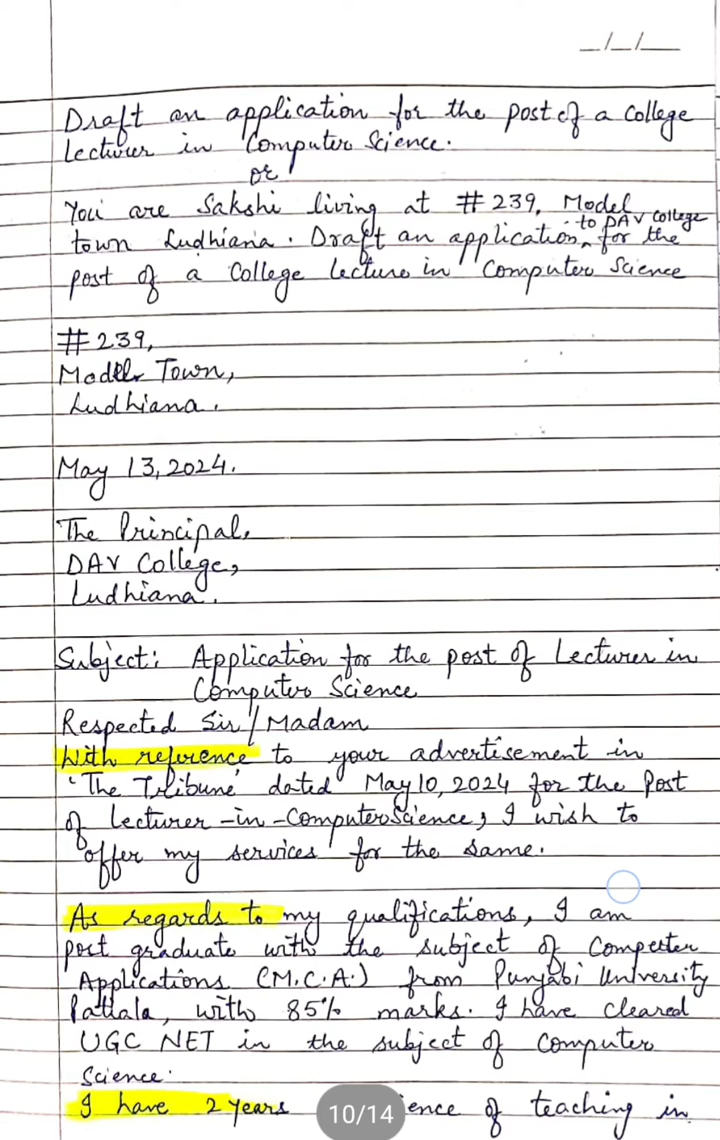 _/_/_
Draft an application for the post of a College
Lecturer in Computer Science.
or
You are Sakshi living at # 239, Model
town Ludhiana. Draft an application to DAV College for the
post of a College lecture in Computer Science
# 239,
Model Town,
Ludhiana.
May 13, 2024.
The Principal,
DAV College,
Ludhiana.
Subject: Application for the post of Lecturer in
Computer Science
Respected Sir/Madam
With reference to your advertisement in
'The Tribune' dated May 10, 2024 for the Post
of Lecturer-in-Computer Science, I wish to
offer my services for the same.
As regards to my qualifications, I am
post graduate with the subject of Computer
Applications (M.C.A.) from Punjabi University
Patiala, with 85% marks. I have cleared
UGC NET in the subject of Computer
Science.
I have 2 years ience of teaching in
10/14